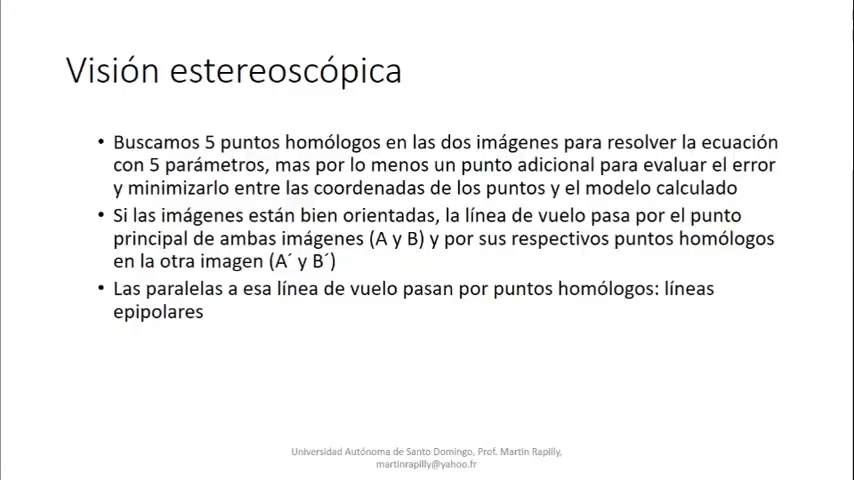 Visión estereoscópica
• Buscamos 5 puntos homólogos en las dos imágenes para resolver la ecuación
con 5 parámetros, mas por lo menos un punto adicional para evaluar el error
y minimizarlo entre las coordenadas de los puntos y el modelo calculado
• Si las imágenes están bien orientadas, la línea de vuelo pasa por el punto
principal de ambas imágenes (A y B) y por sus respectivos puntos homólogos
en la otra imagen (A´ y B´)
• Las paralelas a esa línea de vuelo pasan por puntos homólogos: líneas
epipolares
Universidad Autónoma de Santo Domingo, Prof. Martin Rapilly,
martinrapilly@yahoo.fr